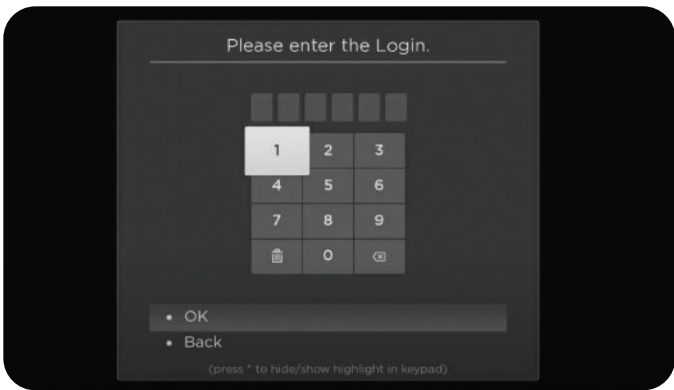 Please enter the Login.
1 2 3
4 5 6
7 8 9
0
• OK
• Back
(press * to hide/show highlight in keypad)